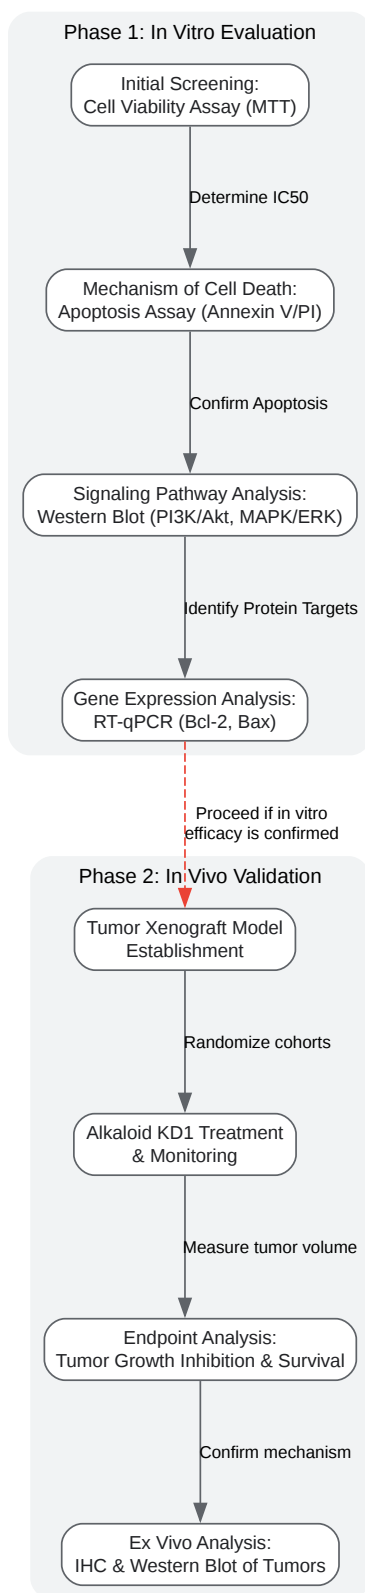 Phase 1: In Vitro Evaluation
Initial Screening:
Cell Viability Assay (MTT)
Determine IC50
Mechanism of Cell Death:
Apoptosis Assay (Annexin V/PI)
Confirm Apoptosis
Signaling Pathway Analysis:
Western Blot (PI3K/Akt, MAPK/ERK)
Identify Protein Targets
Gene Expression Analysis:
RT-qPCR (Bcl-2, Bax)
Proceed if in vitro
efficacy is confirmed
Phase 2: In Vivo Validation
Tumor Xenograft Model
Establishment
Randomize cohorts
Alkaloid KD1 Treatment
& Monitoring
Measure tumor volume
Endpoint Analysis:
Tumor Growth Inhibition & Survival
Confirm mechanism
Ex Vivo Analysis:
IHC & Western Blot of Tumors